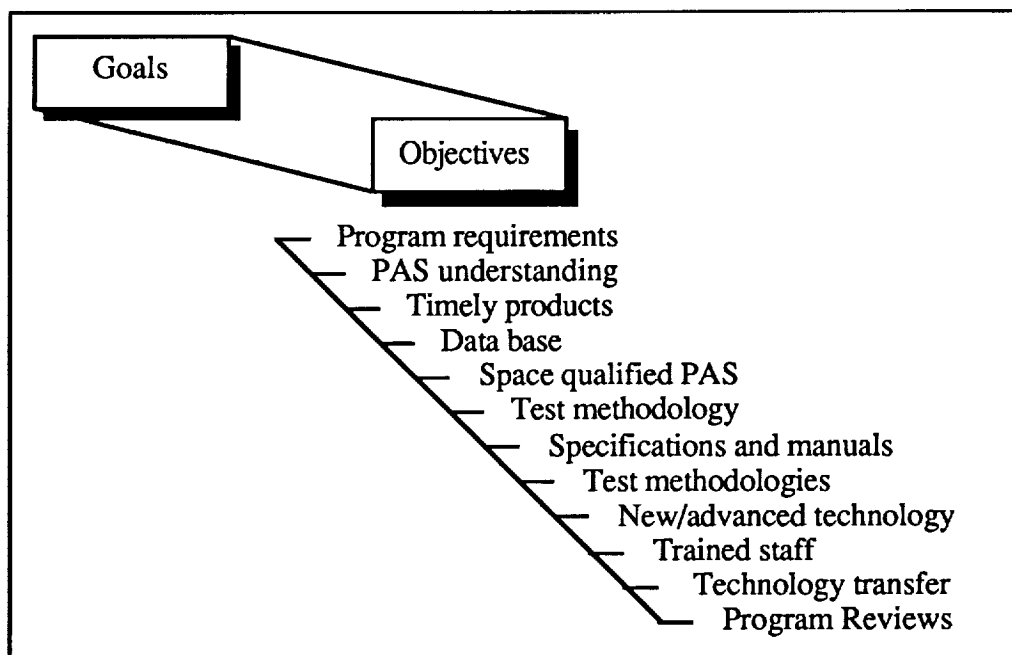 Goals
Objectives
Program requirements
PAS understanding
Timely products
Data base
Space qualified PAS
Test methodology
Specifications and manuals
Test methodologies
New/advanced technology
Trained staff
Technology transfer
Program Reviews